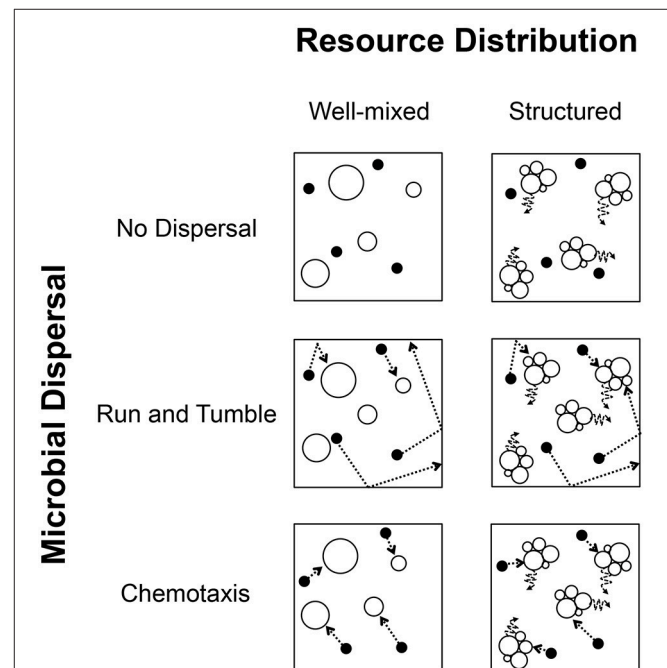 Resource Distribution
Well-mixed
Structured
No Dispersal
Run and Tumble
Chemotaxis
Microbial Dispersal